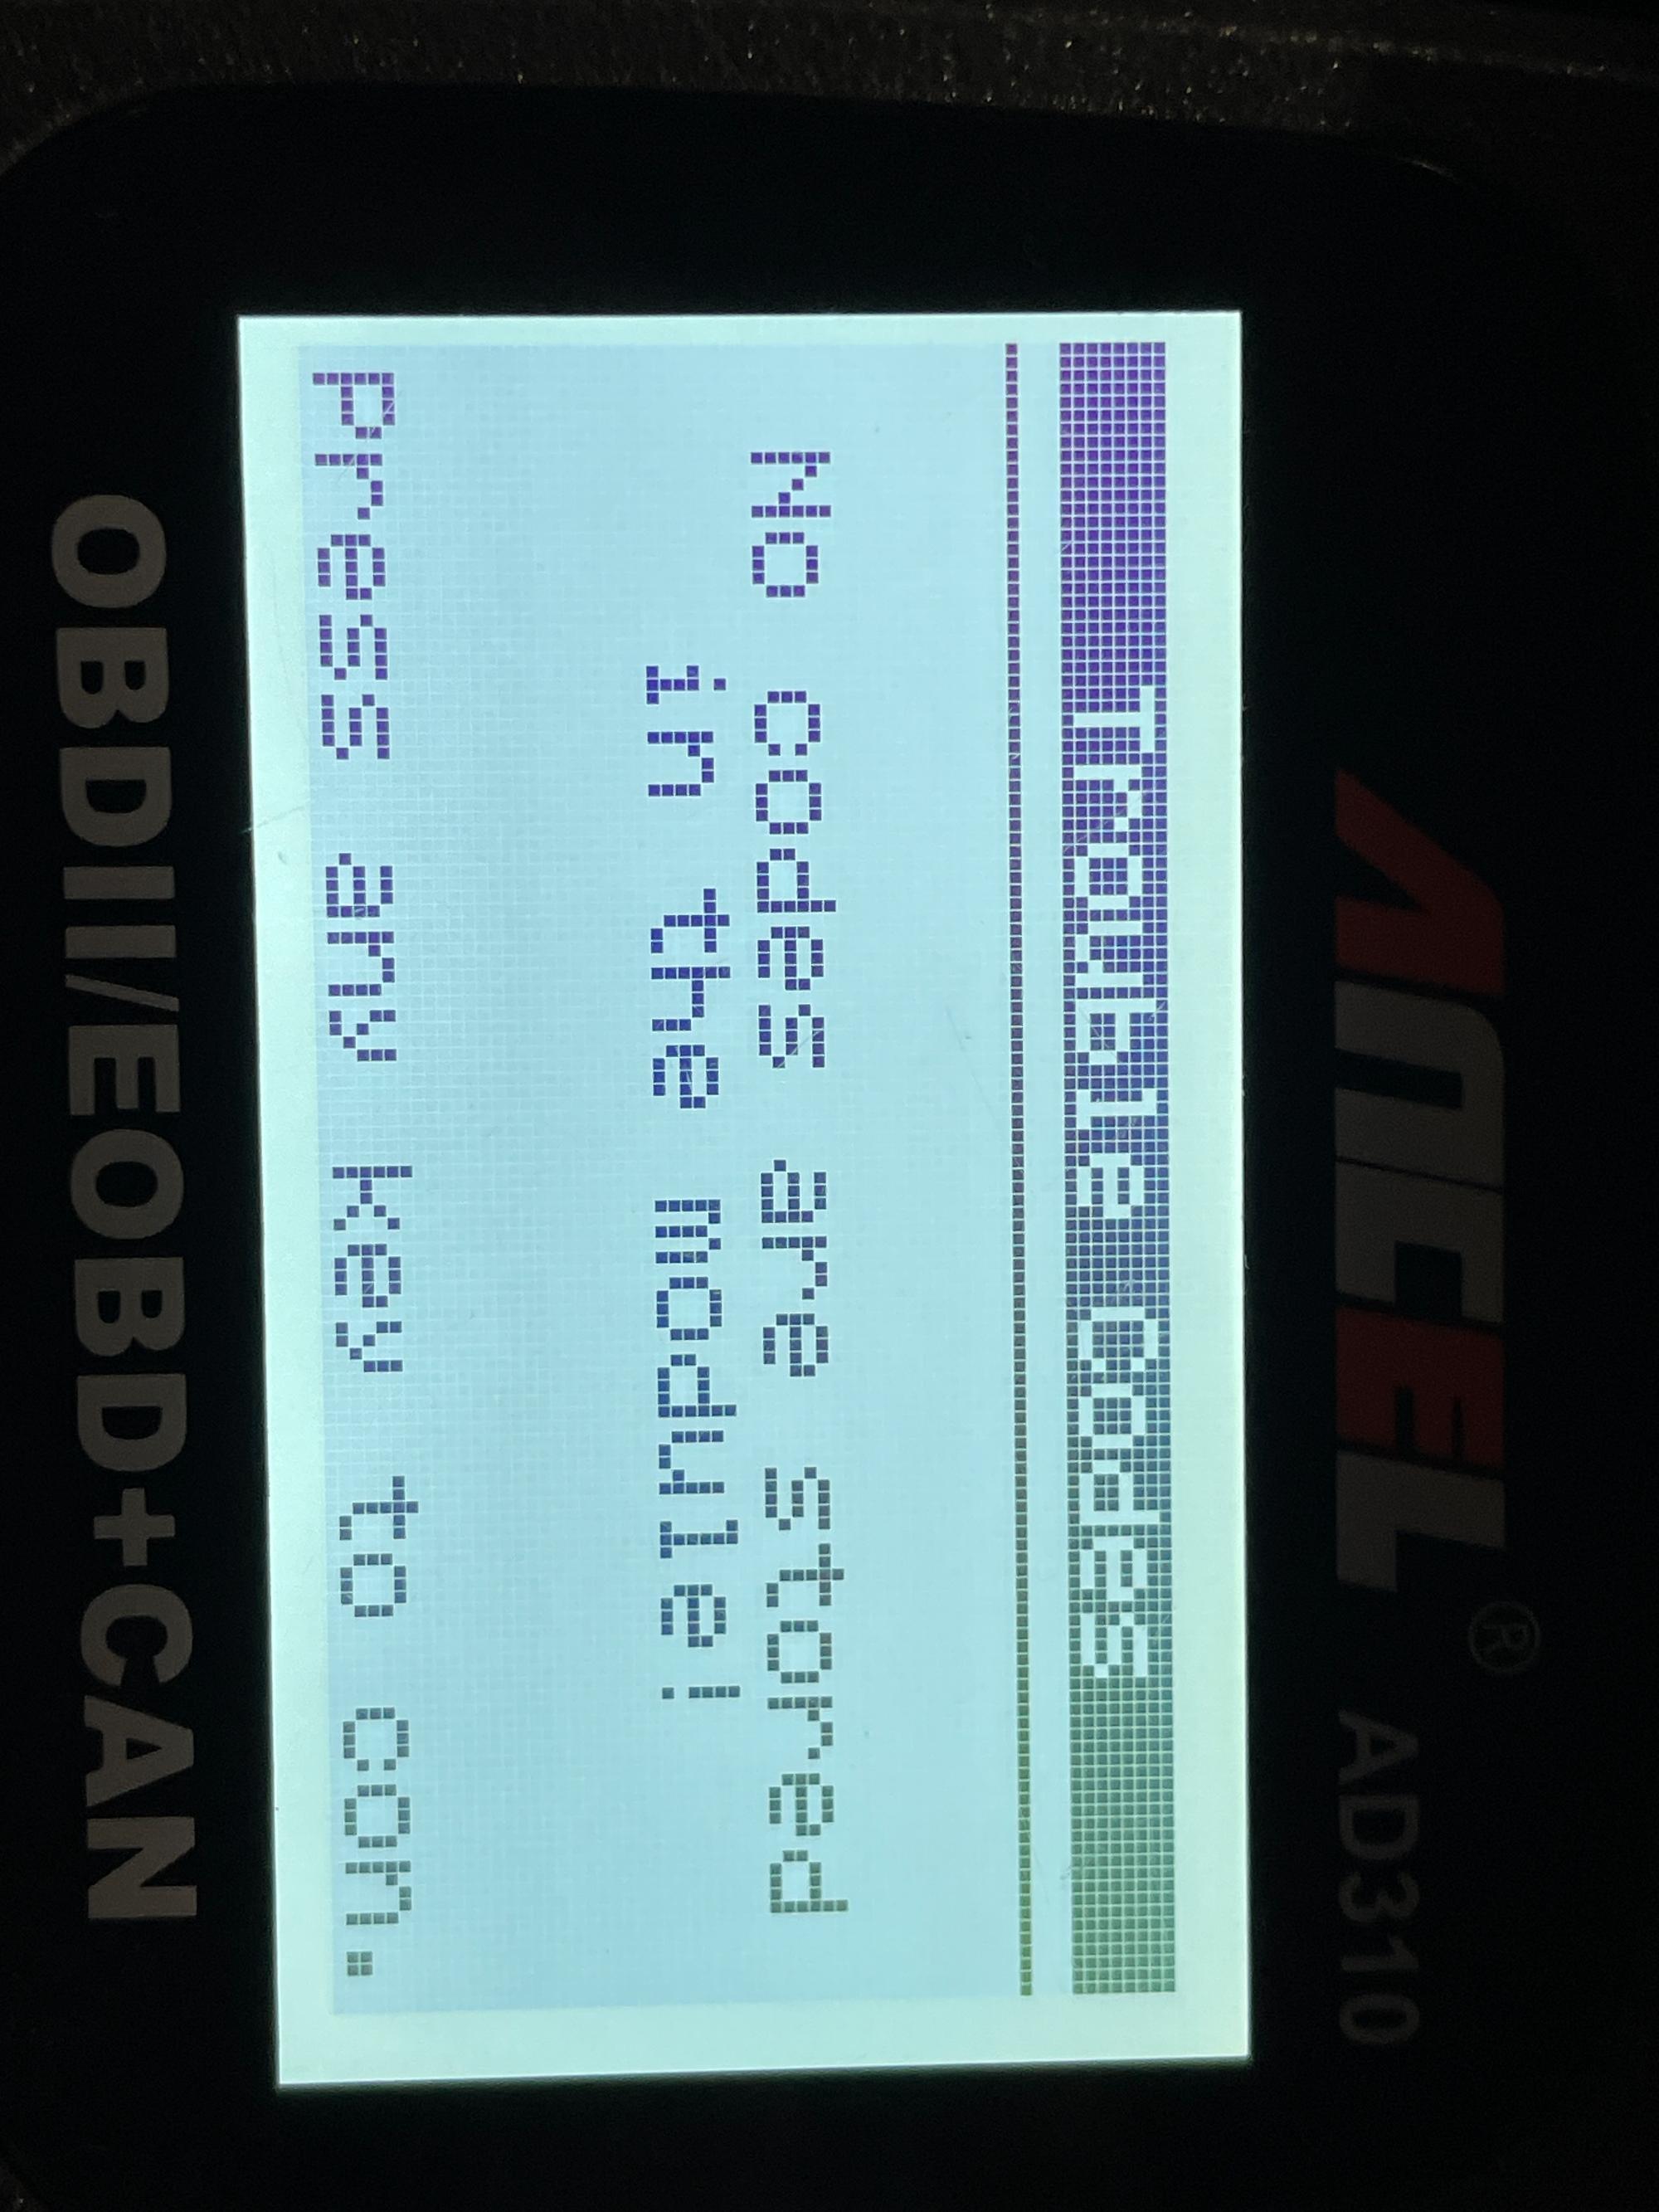 ANCEL® AD310
Trouble Codes
No codes are stored
in the module!
Press any key to con.
OBDII/EOBD+CAN